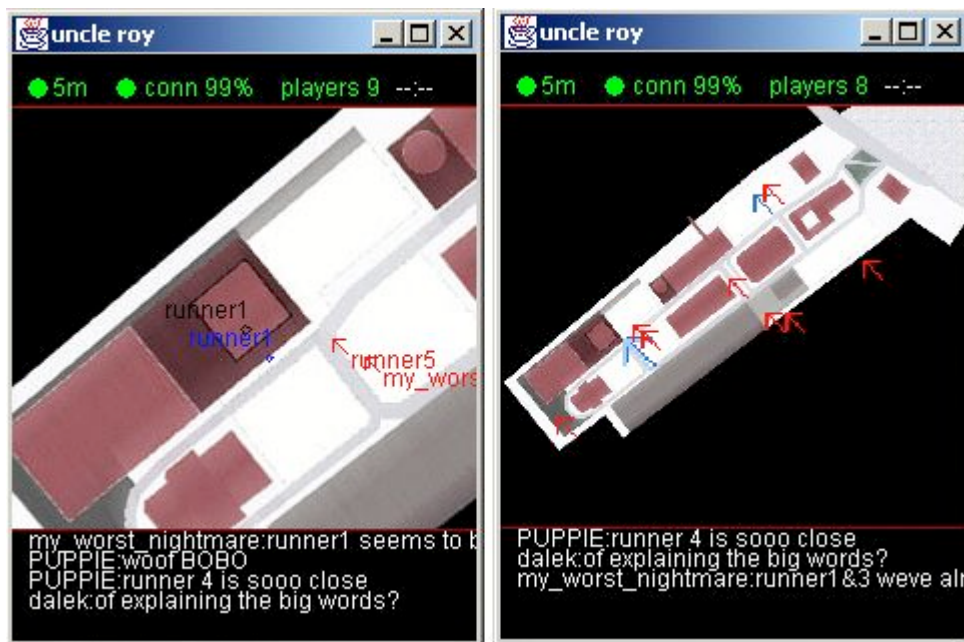 uncle roy
5m conn 99% players 9 --:--
runner1
runner1
runner5
my_wors
my_worst_nightmare:runner1 seems to b
PUPPIE:woof BOBO
PUPPIE:runner 4 is sooo close
dalek:of explaining the big words?
uncle roy
5m conn 99% players 8 --:--
PUPPIE:runner 4 is sooo close
dalek:of explaining the big words?
my_worst_nightmare:runner1&3 weve alr